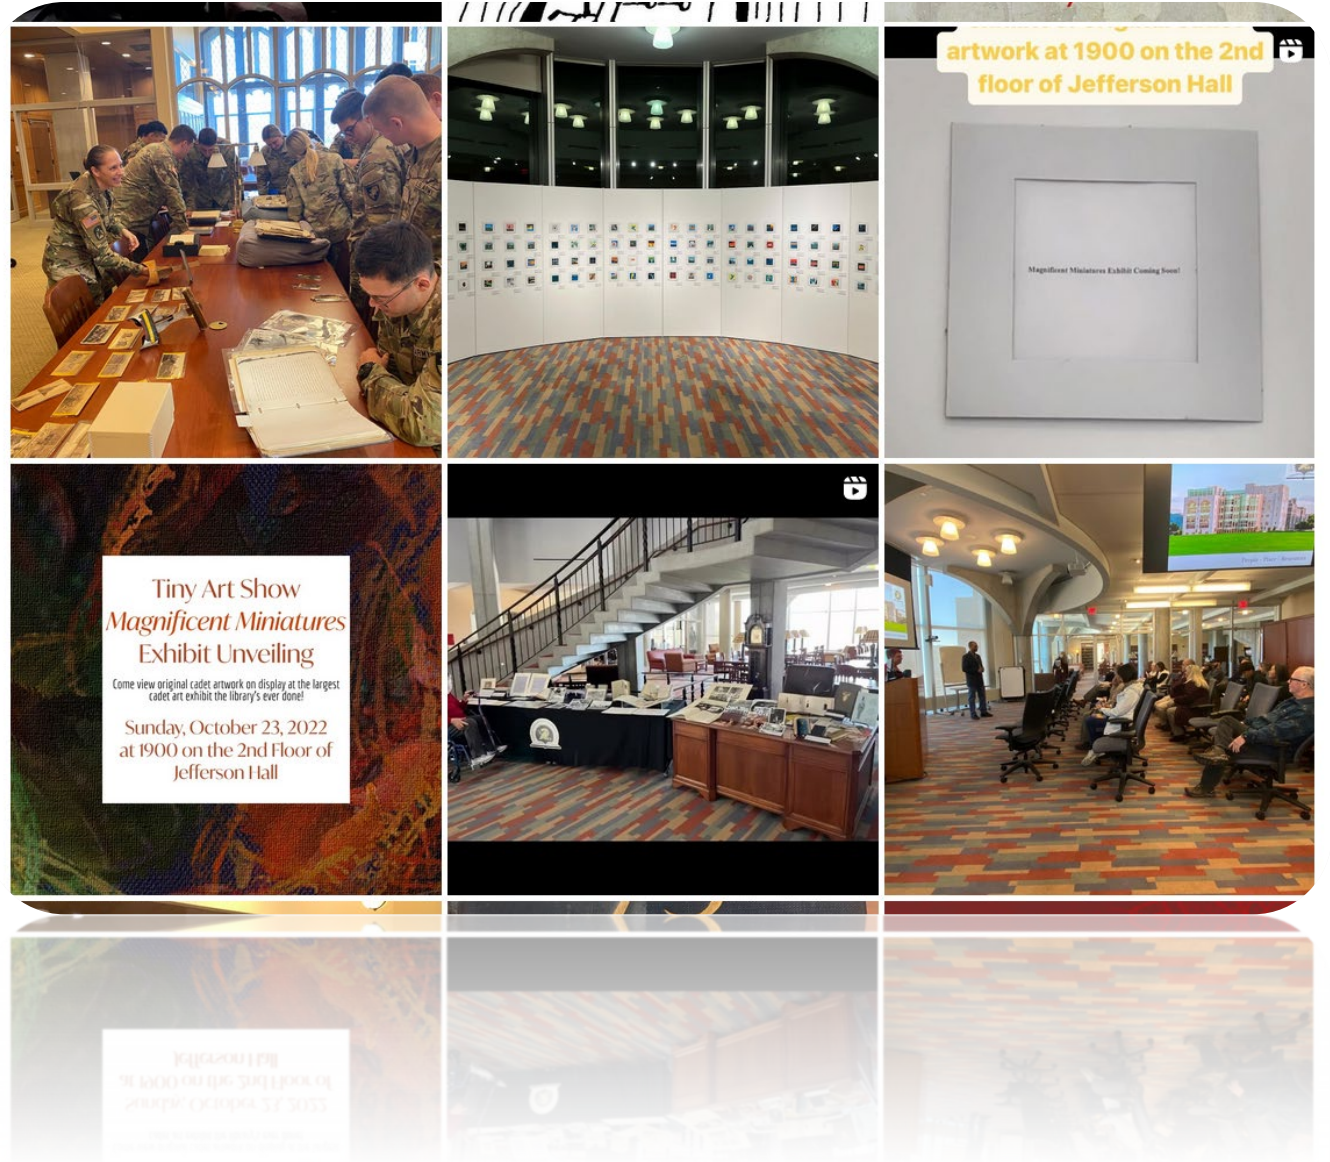 artwork at 1900 on the 2nd
floor of Jefferson Hall
Magnificent Miniatures Exhibit Coming Soon!
Tiny Art Show
Magnificent Miniatures
Exhibit Unveiling
Come view original cadet artwork on display at the largest
cadet art exhibit the library's ever done!
Sunday, October 23, 2022
at 1900 on the 2nd Floor of
Jefferson Hall